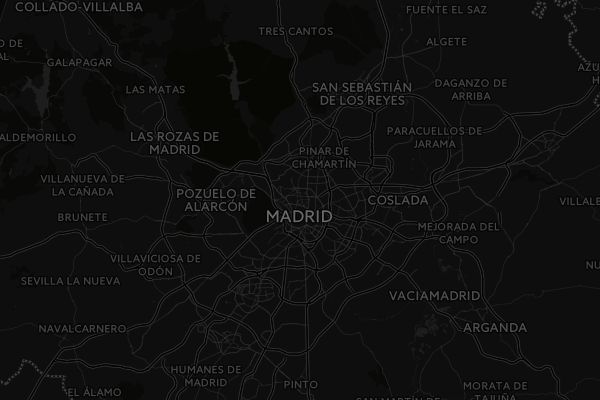 COLLADO-VILLALBA
FUENTE EL SAZ
TRES CANTOS
ALGETE
GALAPAGAR
LAS MATAS
SAN SEBASTIÁN
DE LOS REYES
DAGANZO DE
ARRIBA
ALDEMORILLO
LAS ROZAS DE
MADRID
PARACUELLOS DE
JARAMA
PINAR DE
CHAMARTÍN
VILLANUEVA DE
LA CAÑADA
POZUELO DE
ALARCÓN
COSLADA
BRUNETE
MADRID
MEJORADA DEL
CAMPO
VILLAVICIOSA DE
ODÓN
SEVILLA LA NUEVA
VACIAMADRID
NAVALCARNERO
ARGANDA
HUMANES DE
MADRID
PINTO
EL ÁLAMO
MORATA DE
TAJUÑA